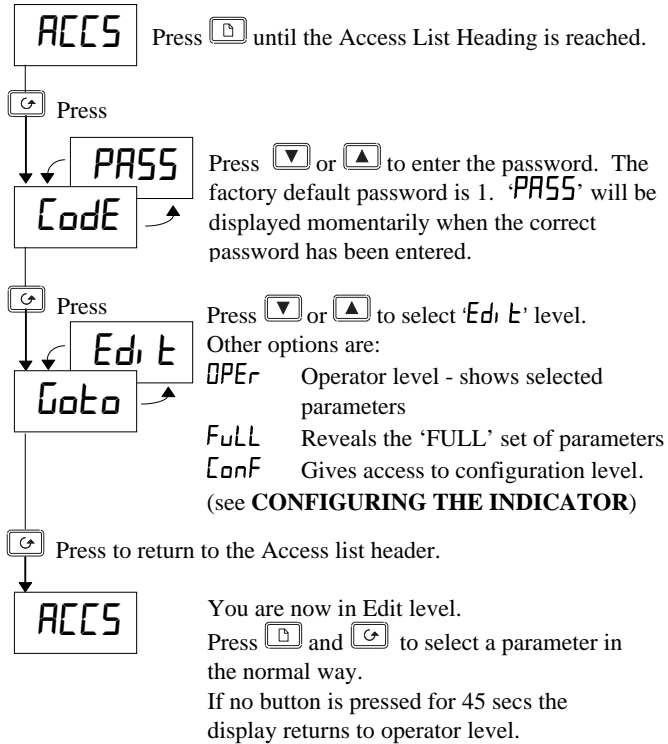 ACCS
Press until the Access List Heading is reached.
Press
PASS
CodE
Press or to enter the password. The
factory default password is 1. ‘PASS’ will be
displayed momentarily when the correct
password has been entered.
Press
Edit
Goto
Press or to select ‘Edit’ level.
Other options are:
OPEr Operator level - shows selected
parameters
FuLL Reveals the ‘FULL’ set of parameters
ConF Gives access to configuration level.
(see CONFIGURING THE INDICATOR)
Press to return to the Access list header.
ACCS
You are now in Edit level.
Press and to select a parameter in
the normal way.
If no button is pressed for 45 secs the
display returns to operator level.